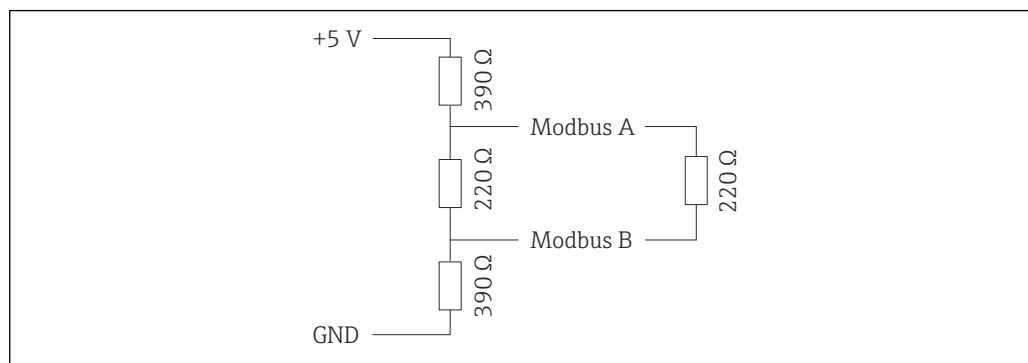 +5 V
390 Ω
Modbus A
220 Ω
220 Ω
Modbus B
390 Ω
GND